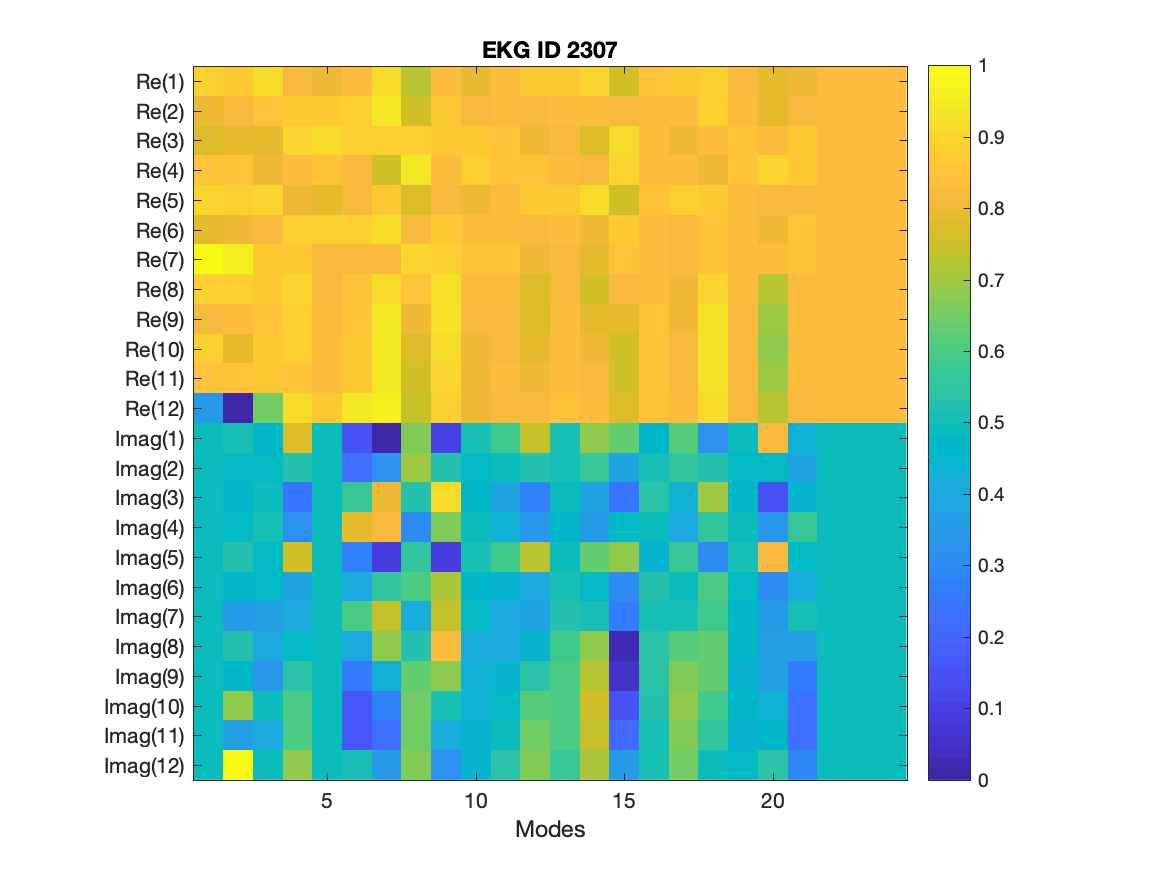 EKG ID 2307
Re(1)
Re(2)
Re(3)
Re(4)
Re(5)
Re(6)
Re(7)
Re(8)
Re(9)
Re(10)
Re(11)
Re(12)
Imag(1)
Imag(2)
Imag(3)
Imag(4)
Imag(5)
Imag(6)
Imag(7)
Imag(8)
Imag(9)
Imag(10)
Imag(11)
Imag(12)
5 10 15 20
Modes
1
0.9
0.8
0.7
0.6
0.5
0.4
0.3
0.2
0.1
0